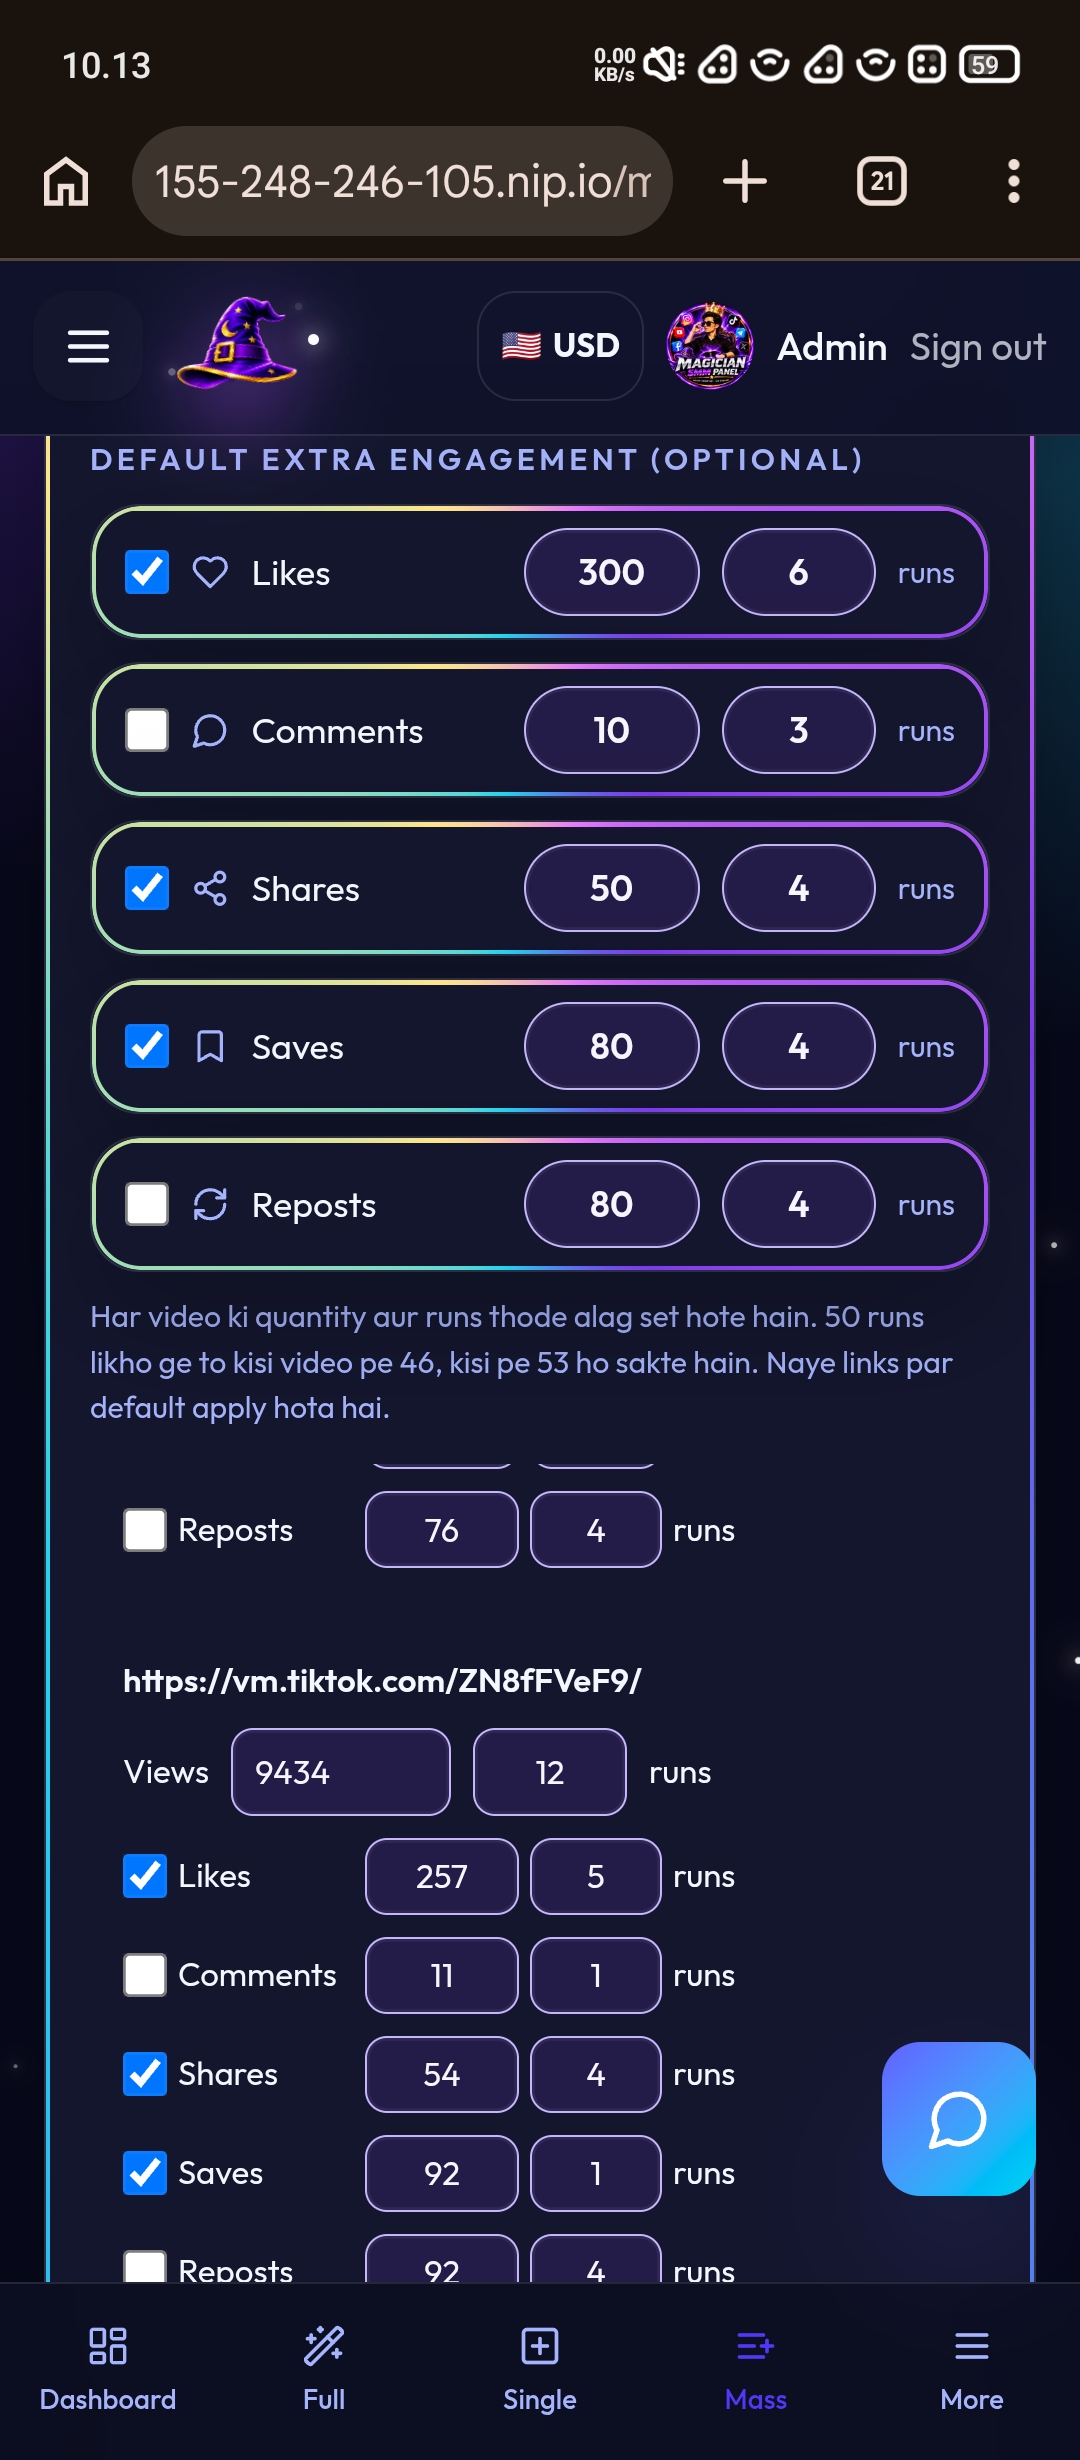 10.13
0.00
KB/s
59
155-248-246-105.nip.io/m
21
🇺🇸 USD
MAGICIAN
SMM PANEL
Admin
Sign out
DEFAULT EXTRA ENGAGEMENT (OPTIONAL)
Likes 300 6 runs
Comments 10 3 runs
Shares 50 4 runs
Saves 80 4 runs
Reposts 80 4 runs
Har video ki quantity aur runs thode alag set hote hain. 50 runs
likho ge to kisi video pe 46, kisi pe 53 ho sakte hain. Naye links par
default apply hota hai.
Reposts 76 4 runs
https://vm.tiktok.com/ZN8fFVeF9/
Views 9434 12 runs
Likes 257 5 runs
Comments 11 1 runs
Shares 54 4 runs
Saves 92 1 runs
Reposts 92 4 runs
Dashboard
Full
Single
Mass
More